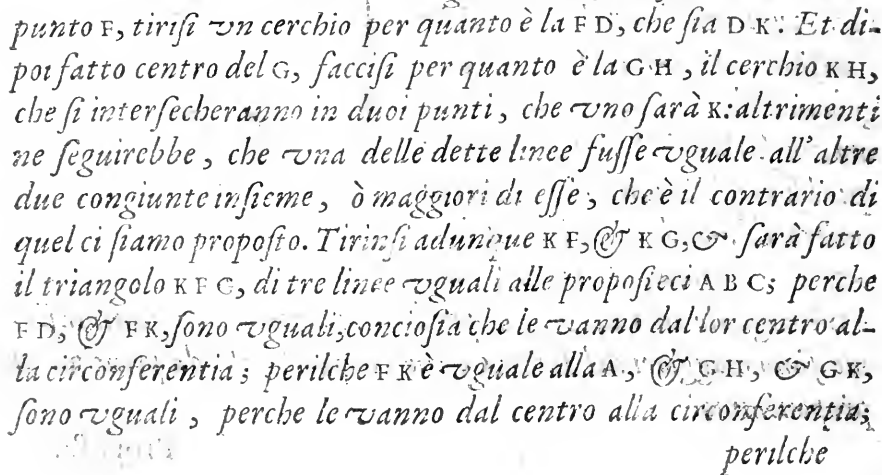 punto F, tirisi vn cerchio per quanto è la F D, che sia D K. Et di-
poi fatto centro del G, faccisi per quanto è la G H, il cerchio K H,
che si intersecheranno in duoi punti, che vno sarà K: altrimenti
ne seguirebbe, che vna delle dette linee fusse vguale all'altre
due congiunte insieme, ò maggiori di esse, che è il contrario di
quel ci siamo proposto. Tirinsi adunque K F, & K G, & sarà fatto
il triangolo K F G, di tre linee vguali alle proposteci A B C; perche
F D, & F K, sono vguali, conciosia che le vanno dal lor centro al-
la circonferentia; perilche F K è vguale alla A, & G H, & G K,
sono vguali, perche le vanno dal centro alla circonferentia;
perilche